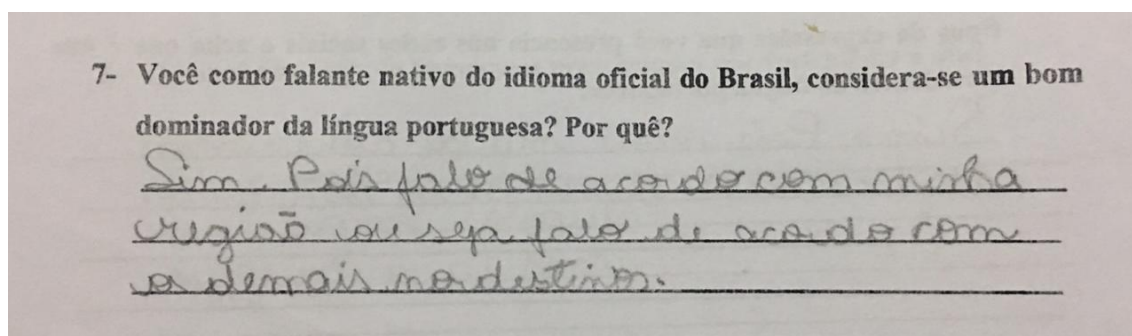 7- Você como falante nativo do idioma oficial do Brasil, considera-se um bom
dominador da língua portuguesa? Por quê?
Sim. Pois falo de acordo com minha
região ou seja falo de acordo com
os demais nordestinos.